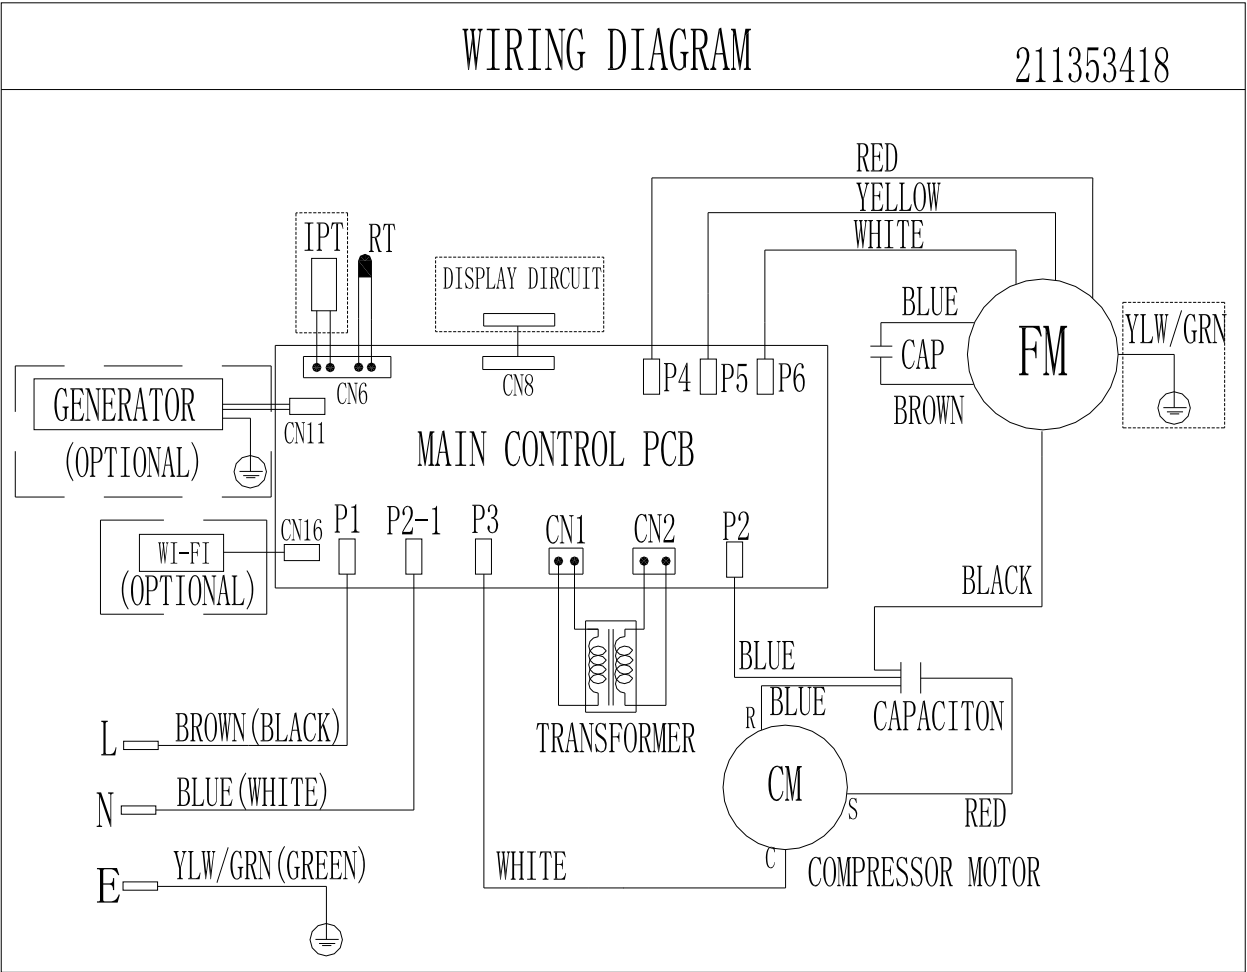 WIRING DIAGRAM
211353418
RED
YELLOW
WHITE
IPT
RT
DISPLAY DIRCUIT
BLUE
CAP
BROWN
FM
YLW/GRN
P4
P5
P6
CN6
CN8
GENERATOR
(OPTIONAL)
CN11
MAIN CONTROL PCB
CN16
P1
P2-1
P3
CN1
CN2
P2
WI-FI
(OPTIONAL)
BLACK
BLUE
R
BLUE
CAPACITON
L
BROWN(BLACK)
TRANSFORMER
CM
N
BLUE(WHITE)
S
RED
E
YLW/GRN(GREEN)
WHITE
C
COMPRESSOR MOTOR